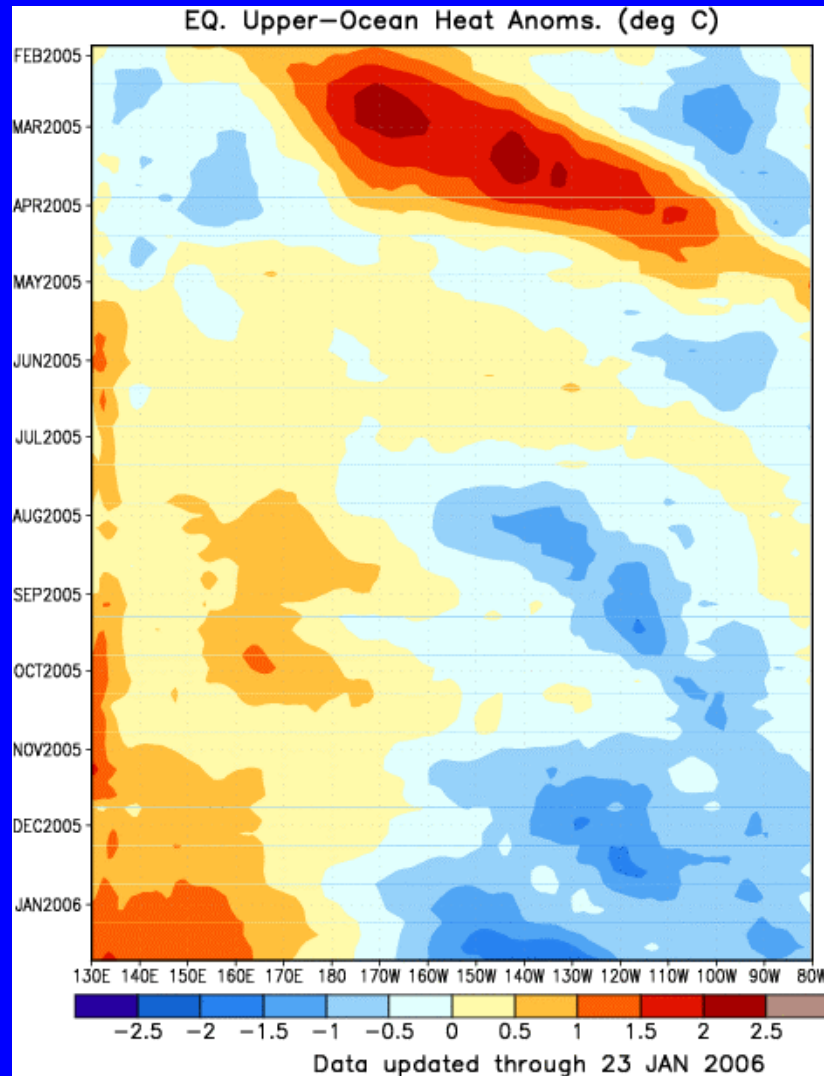 EQ. Upper-Ocean Heat Anoms. (deg C)
FEB2005
MAR2005
APR2005
MAY2005
JUN2005
JUL2005
AUG2005
SEP2005
OCT2005
NOV2005
DEC2005
JAN2006
130E 140E 150E 160E 170E 180 170W 160W 150W 140W 130W 120W 110W 100W 90W 80W
-2.5 -2 -1.5 -1 -0.5 0 0.5 1 1.5 2 2.5
Data updated through 23 JAN 2006